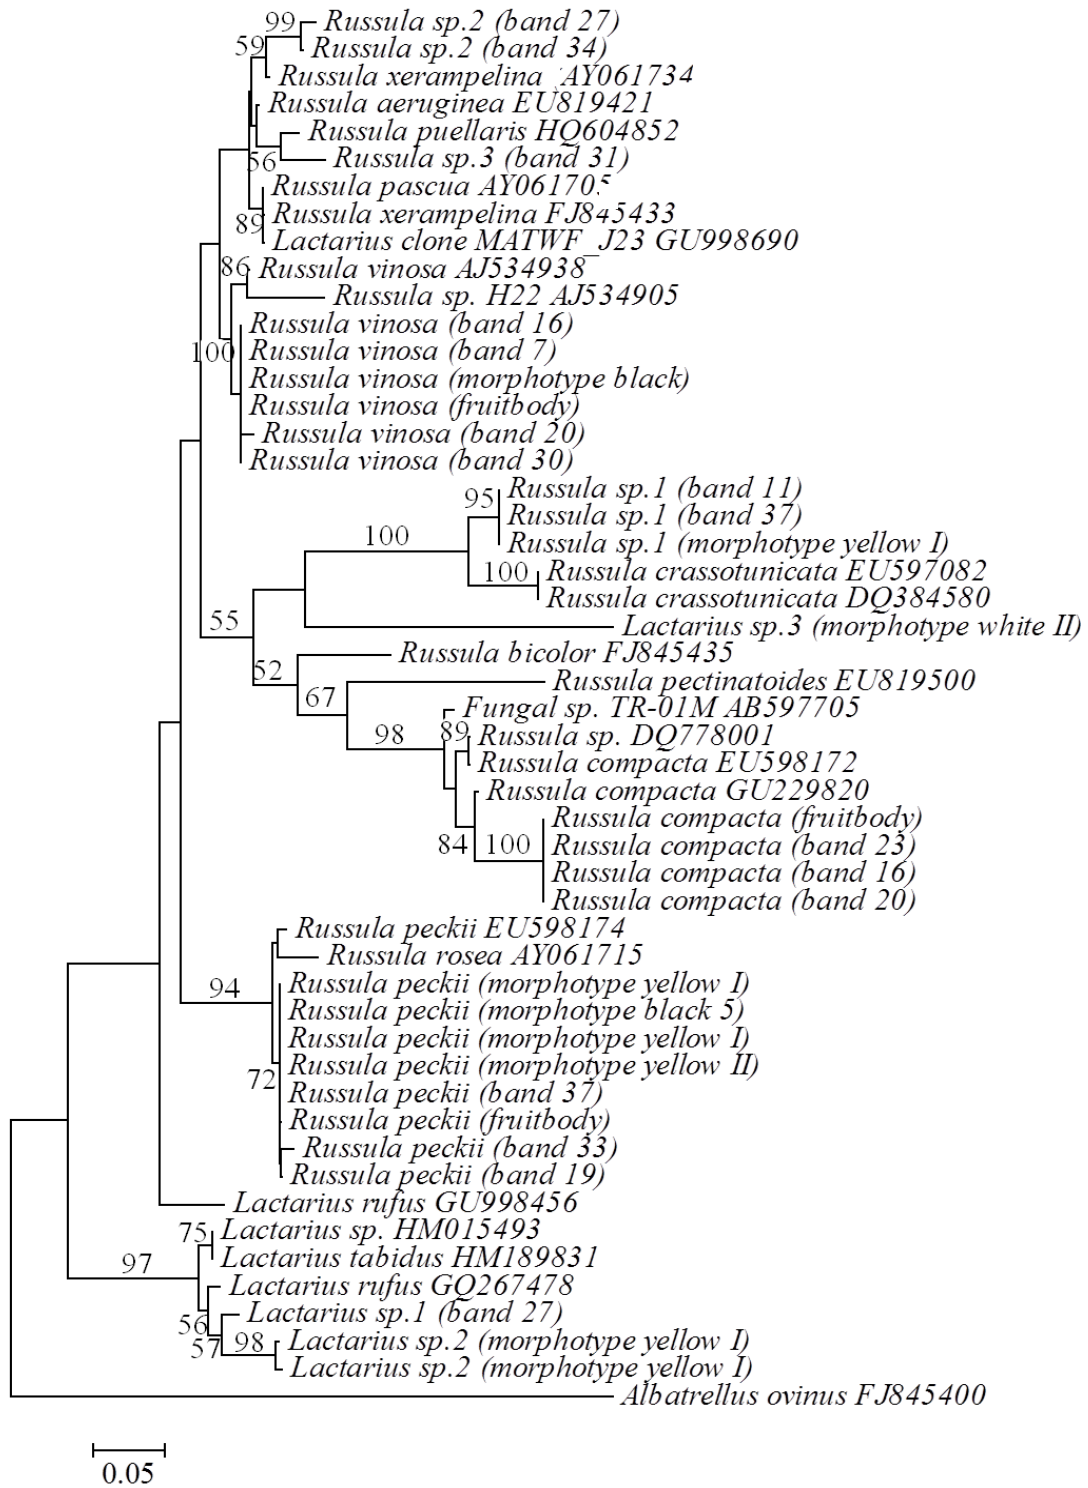 99
Russula sp.2 (band 27)
59
Russula sp.2 (band 34)
Russula xerampelina AY061734
Russula aeruginea EU819421
Russula puellaris HQ604852
56
Russula sp.3 (band 31)
Russula pascua AY061705
89
Russula xerampelina FJ845433
Lactarius clone MATWF_J23 GU998690
86
Russula vinosa AJ534938
Russula sp. H22 AJ534905
Russula vinosa (band 16)
100
Russula vinosa (band 7)
Russula vinosa (morphotype black)
Russula vinosa (fruitbody)
Russula vinosa (band 20)
Russula vinosa (band 30)
95
Russula sp.1 (band 11)
Russula sp.1 (band 37)
100
Russula sp.1 (morphotype yellow I)
100
Russula crassotunicata EU597082
Russula crassotunicata DQ384580
55
Lactarius sp.3 (morphotype white II)
Russula bicolor FJ845435
52
Russula pectinatoides EU819500
67
Fungal sp. TR-01M AB597705
98
89
Russula sp. DQ778001
Russula compacta EU598172
Russula compacta GU229820
Russula compacta (fruitbody)
84
100
Russula compacta (band 23)
Russula compacta (band 16)
Russula compacta (band 20)
Russula peckii EU598174
Russula rosea AY061715
94
Russula peckii (morphotype yellow I)
Russula peckii (morphotype black 5)
Russula peckii (morphotype yellow I)
Russula peckii (morphotype yellow II)
72
Russula peckii (band 37)
Russula peckii (fruitbody)
Russula peckii (band 33)
Russula peckii (band 19)
Lactarius rufus GU998456
75
Lactarius sp. HM015493
97
Lactarius tabidus HM189831
Lactarius rufus GQ267478
56
Lactarius sp.1 (band 27)
57
98
Lactarius sp.2 (morphotype yellow I)
Lactarius sp.2 (morphotype yellow I)
Albatrellus ovinus FJ845400
0.05